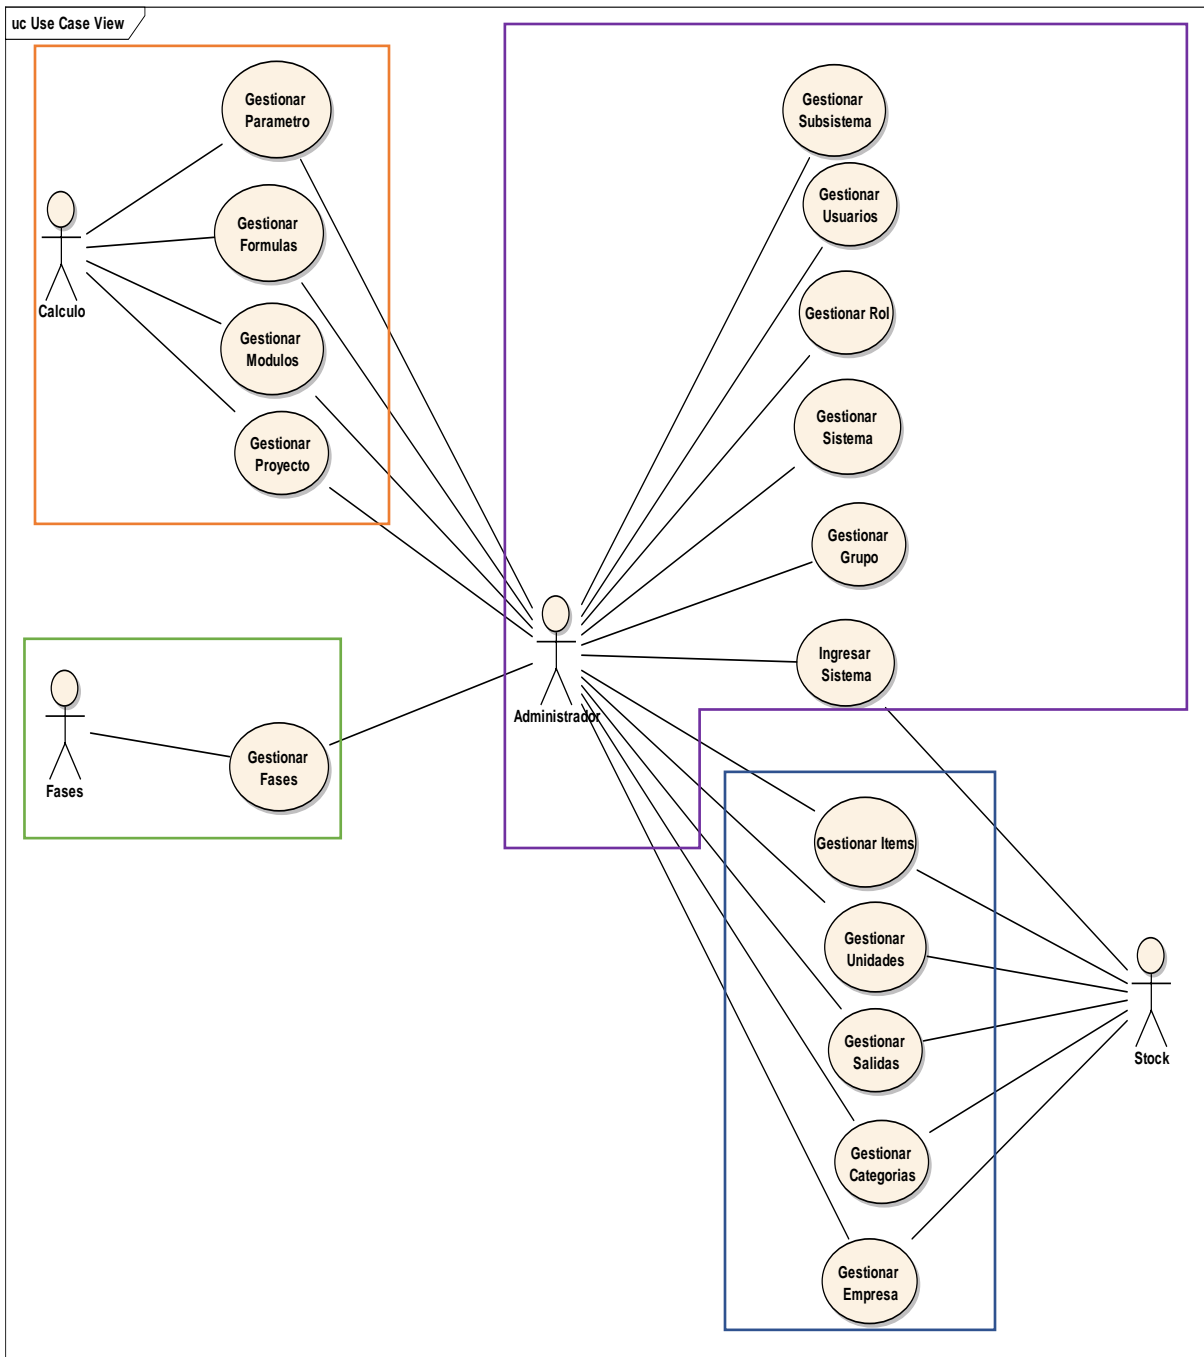 uc Use Case View
Gestionar
Parametro
Gestionar
Formulas
Calculo
Gestionar
Modulos
Gestionar
Proyecto
Gestionar
Subsistema
Gestionar
Usuarios
Gestionar Rol
Gestionar
Sistema
Gestionar
Grupo
Ingresar
Sistema
Administrador
Gestionar
Fases
Fases
Gestionar Items
Gestionar
Unidades
Gestionar
Salidas
Stock
Gestionar
Categorias
Gestionar
Empresa